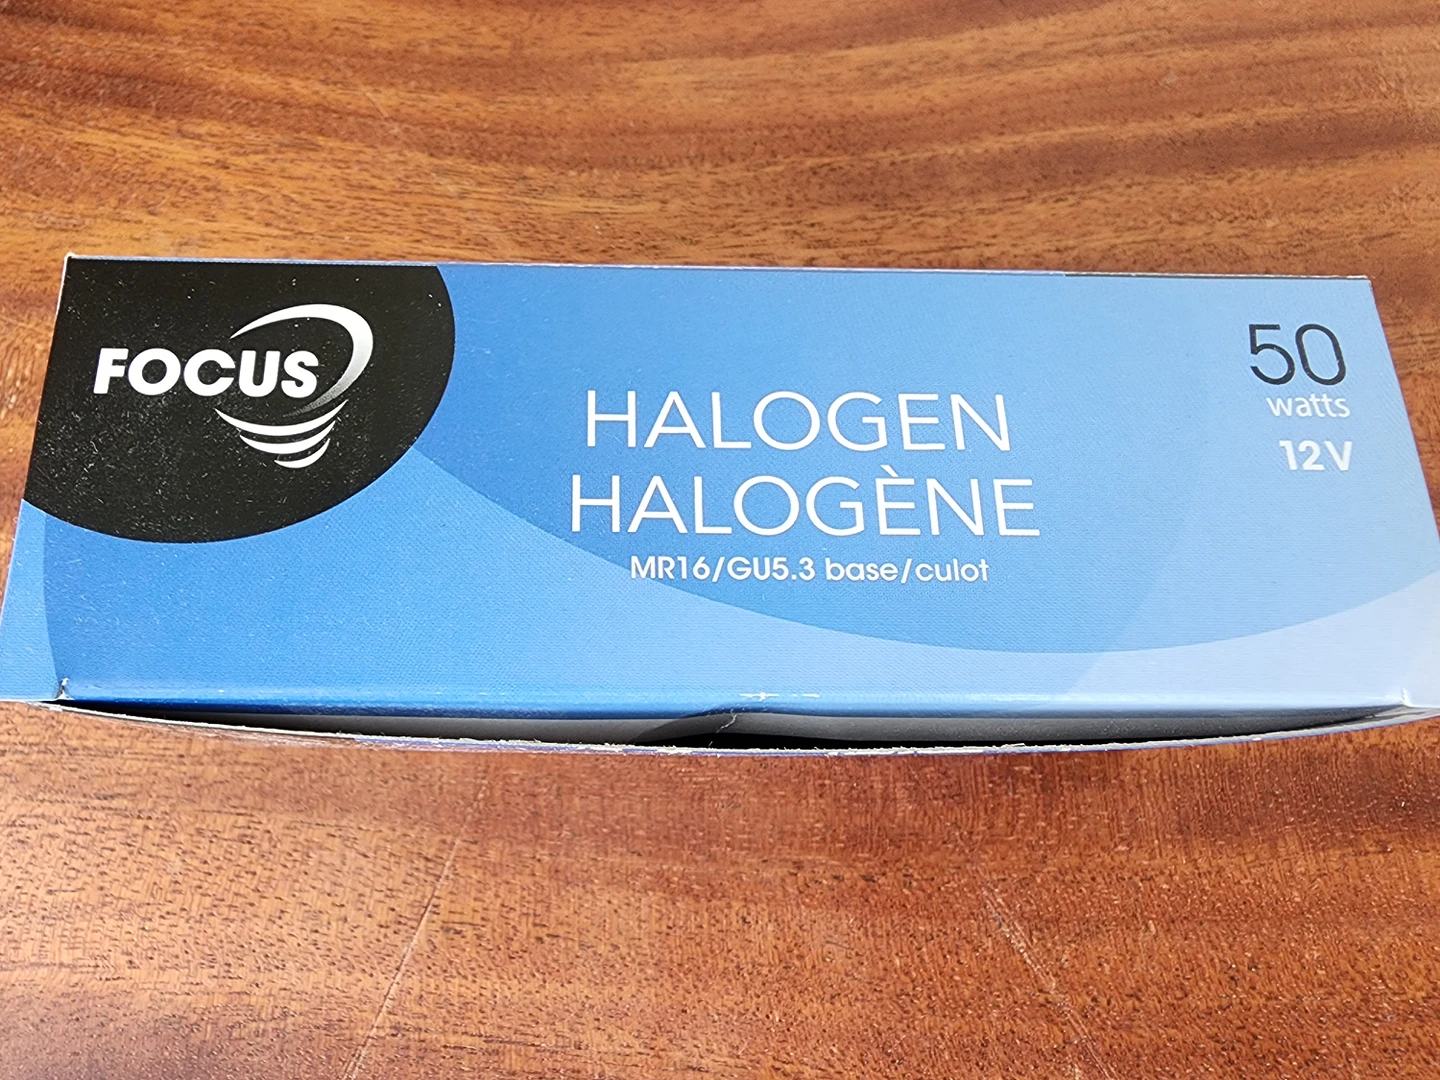 FOCUS
HALOGEN
HALOGÈNE
MR16/GU5.3 base/culot
50
watts
12V